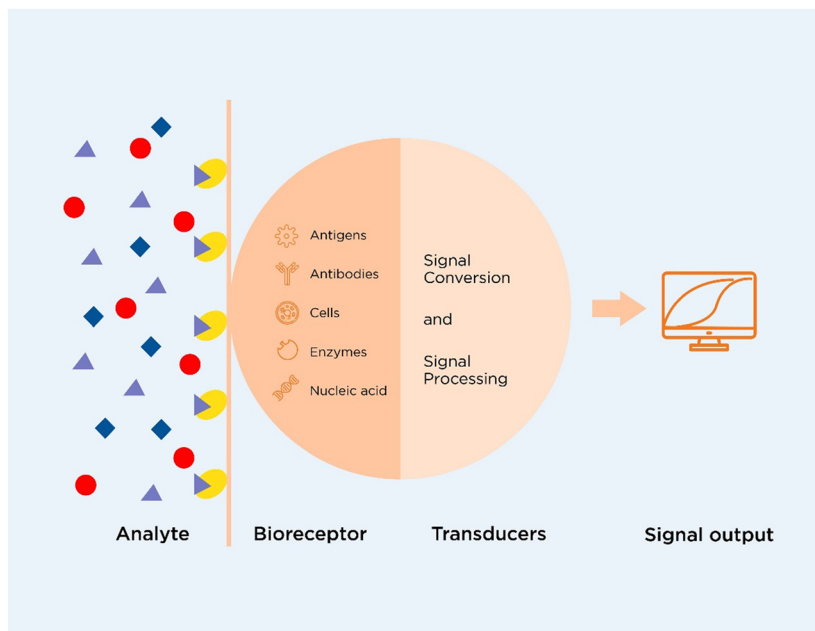 Antigens
Antibodies
Cells
Enzymes
Nucleic acid
Signal
Conversion
and
Signal
Processing
Analyte
Bioreceptor
Transducers
Signal output